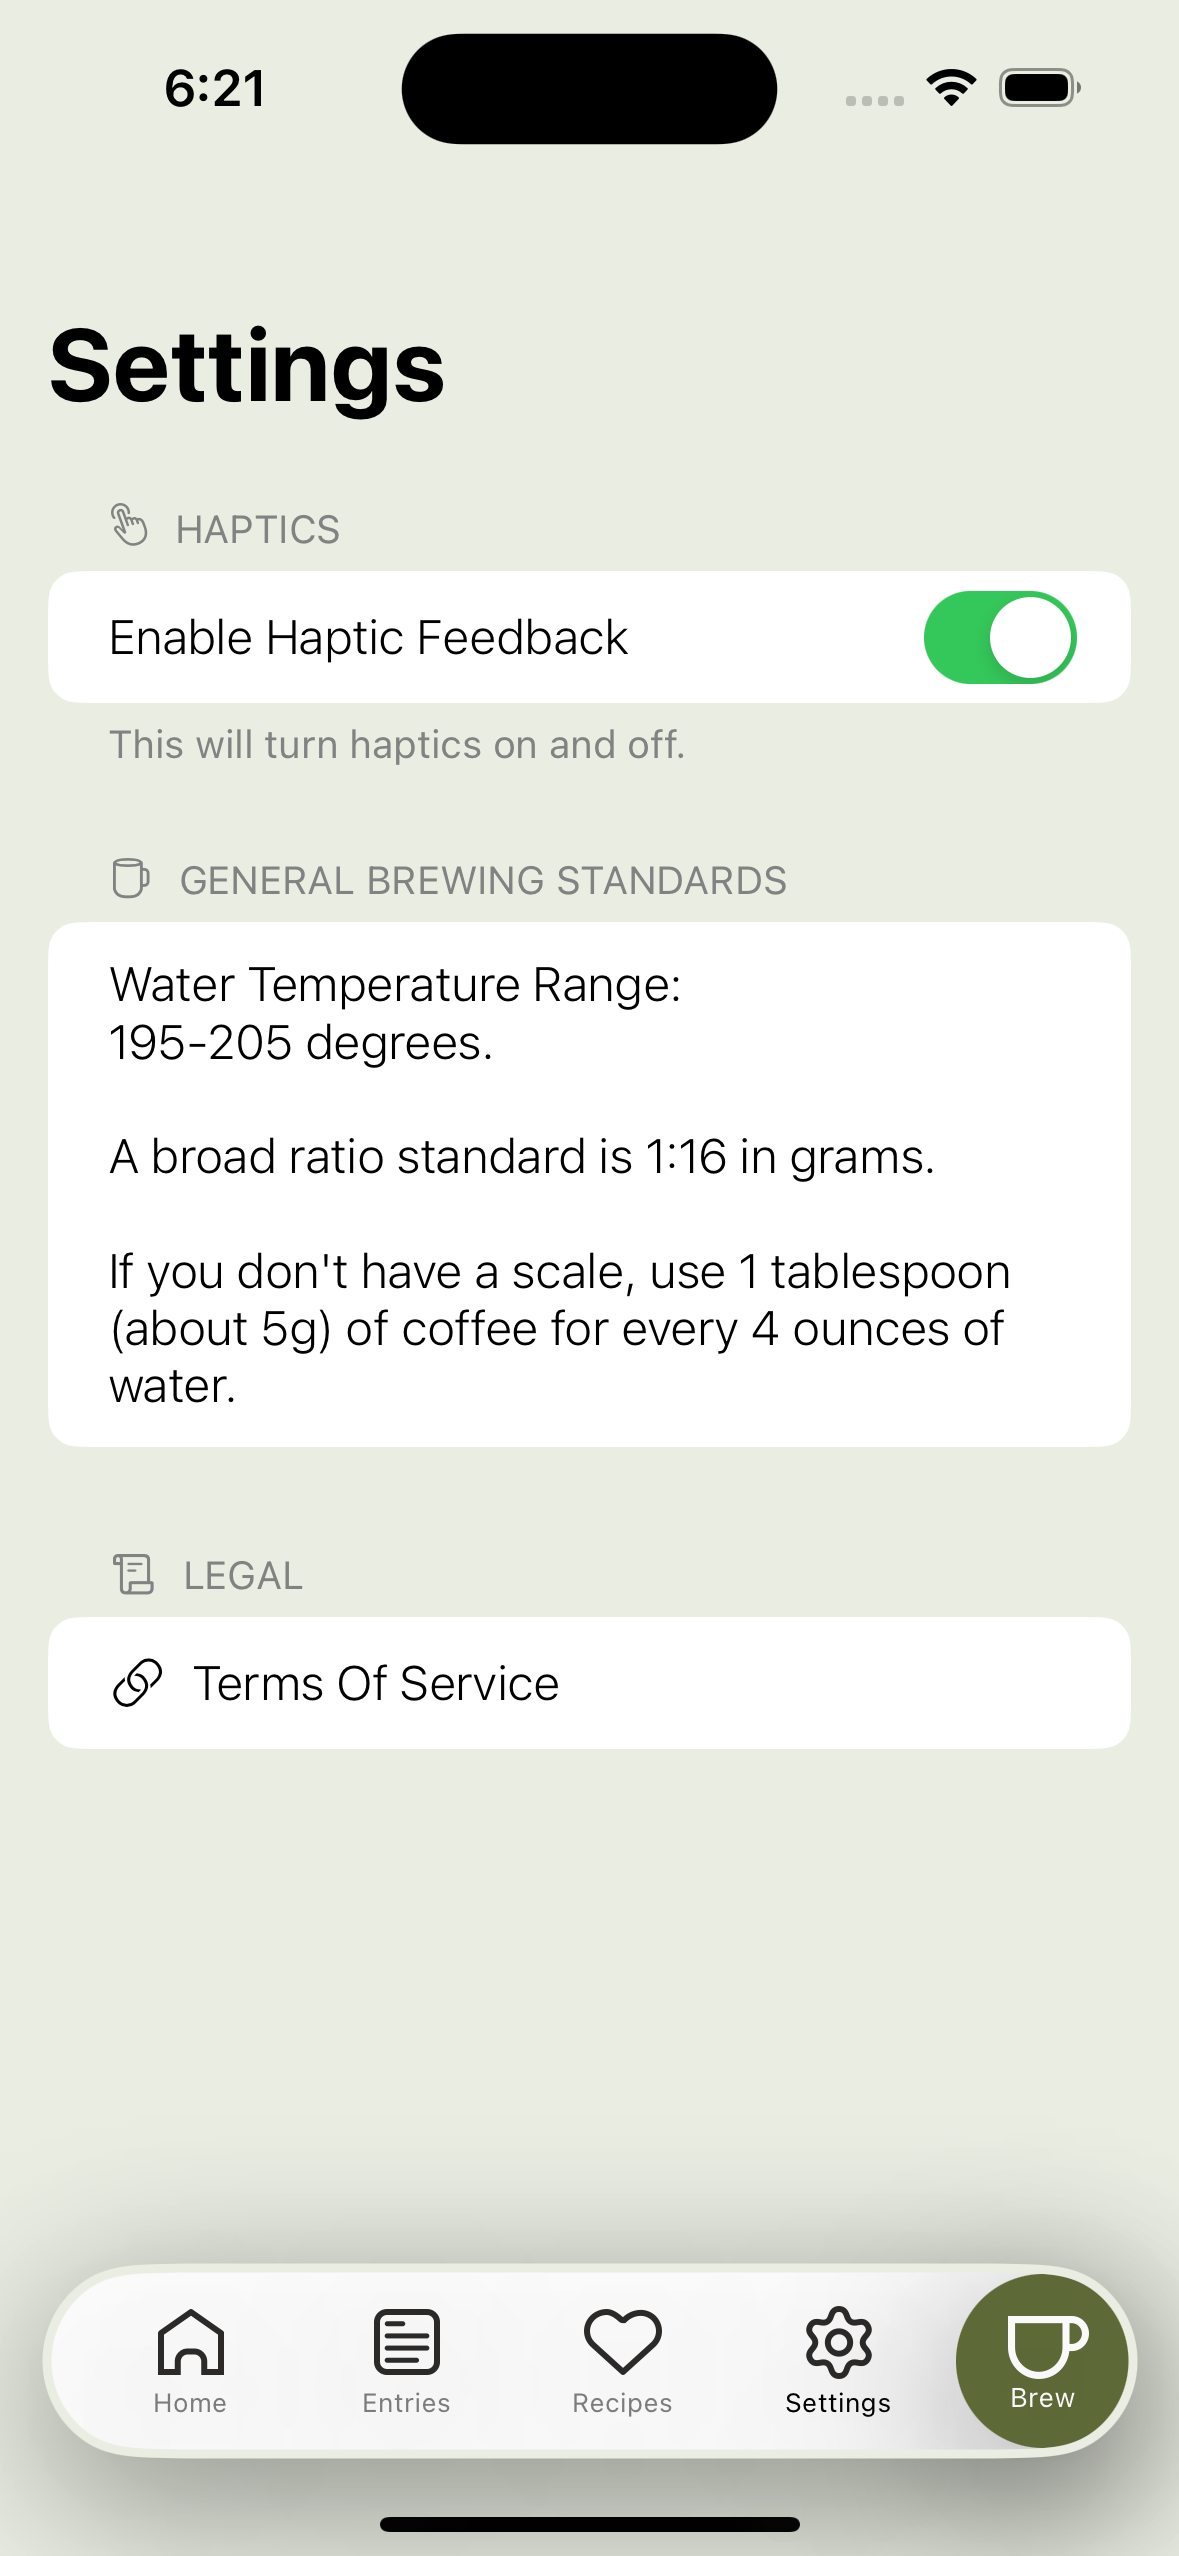 6:21
Settings
HAPTICS
Enable Haptic Feedback
This will turn haptics on and off.
GENERAL BREWING STANDARDS
Water Temperature Range:
195-205 degrees.
A broad ratio standard is 1:16 in grams.
If you don't have a scale, use 1 tablespoon
(about 5g) of coffee for every 4 ounces of
water.
LEGAL
Terms Of Service
Home
Entries
Recipes
Settings
Brew